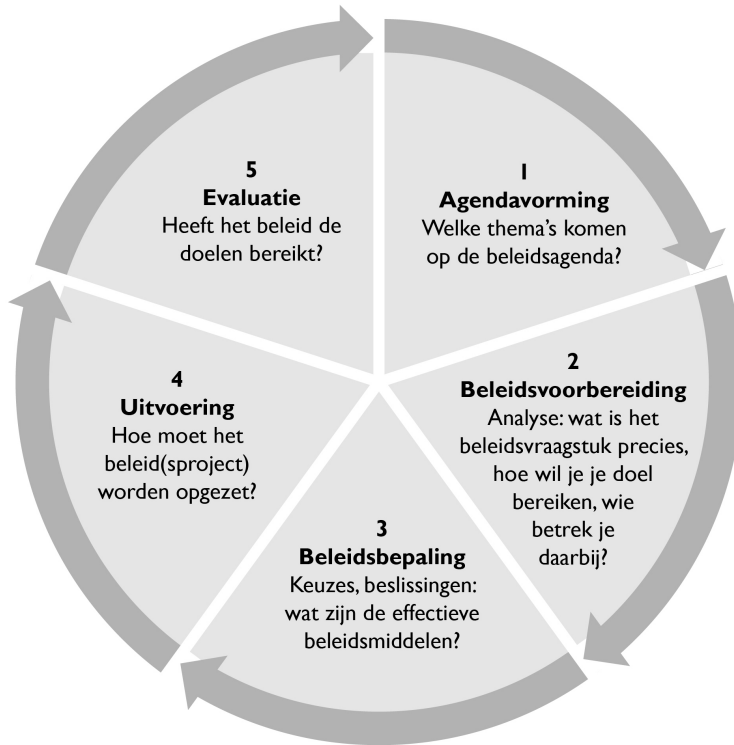 1
Agendavorming
Welke thema's komen
op de beleidsagenda?
2
Beleidsvoorbereiding
Analyse: wat is het
beleidsvraagstuk precies,
hoe wil je je doel
bereiken, wie
betrek je
daarbij?
3
Beleidsbepaling
Keuzes, beslissingen:
wat zijn de effectieve
beleidsmiddelen?
4
Uitvoering
Hoe moet het
beleid(sproject)
worden opgezet?
5
Evaluatie
Heeft het beleid de
doelen bereikt?